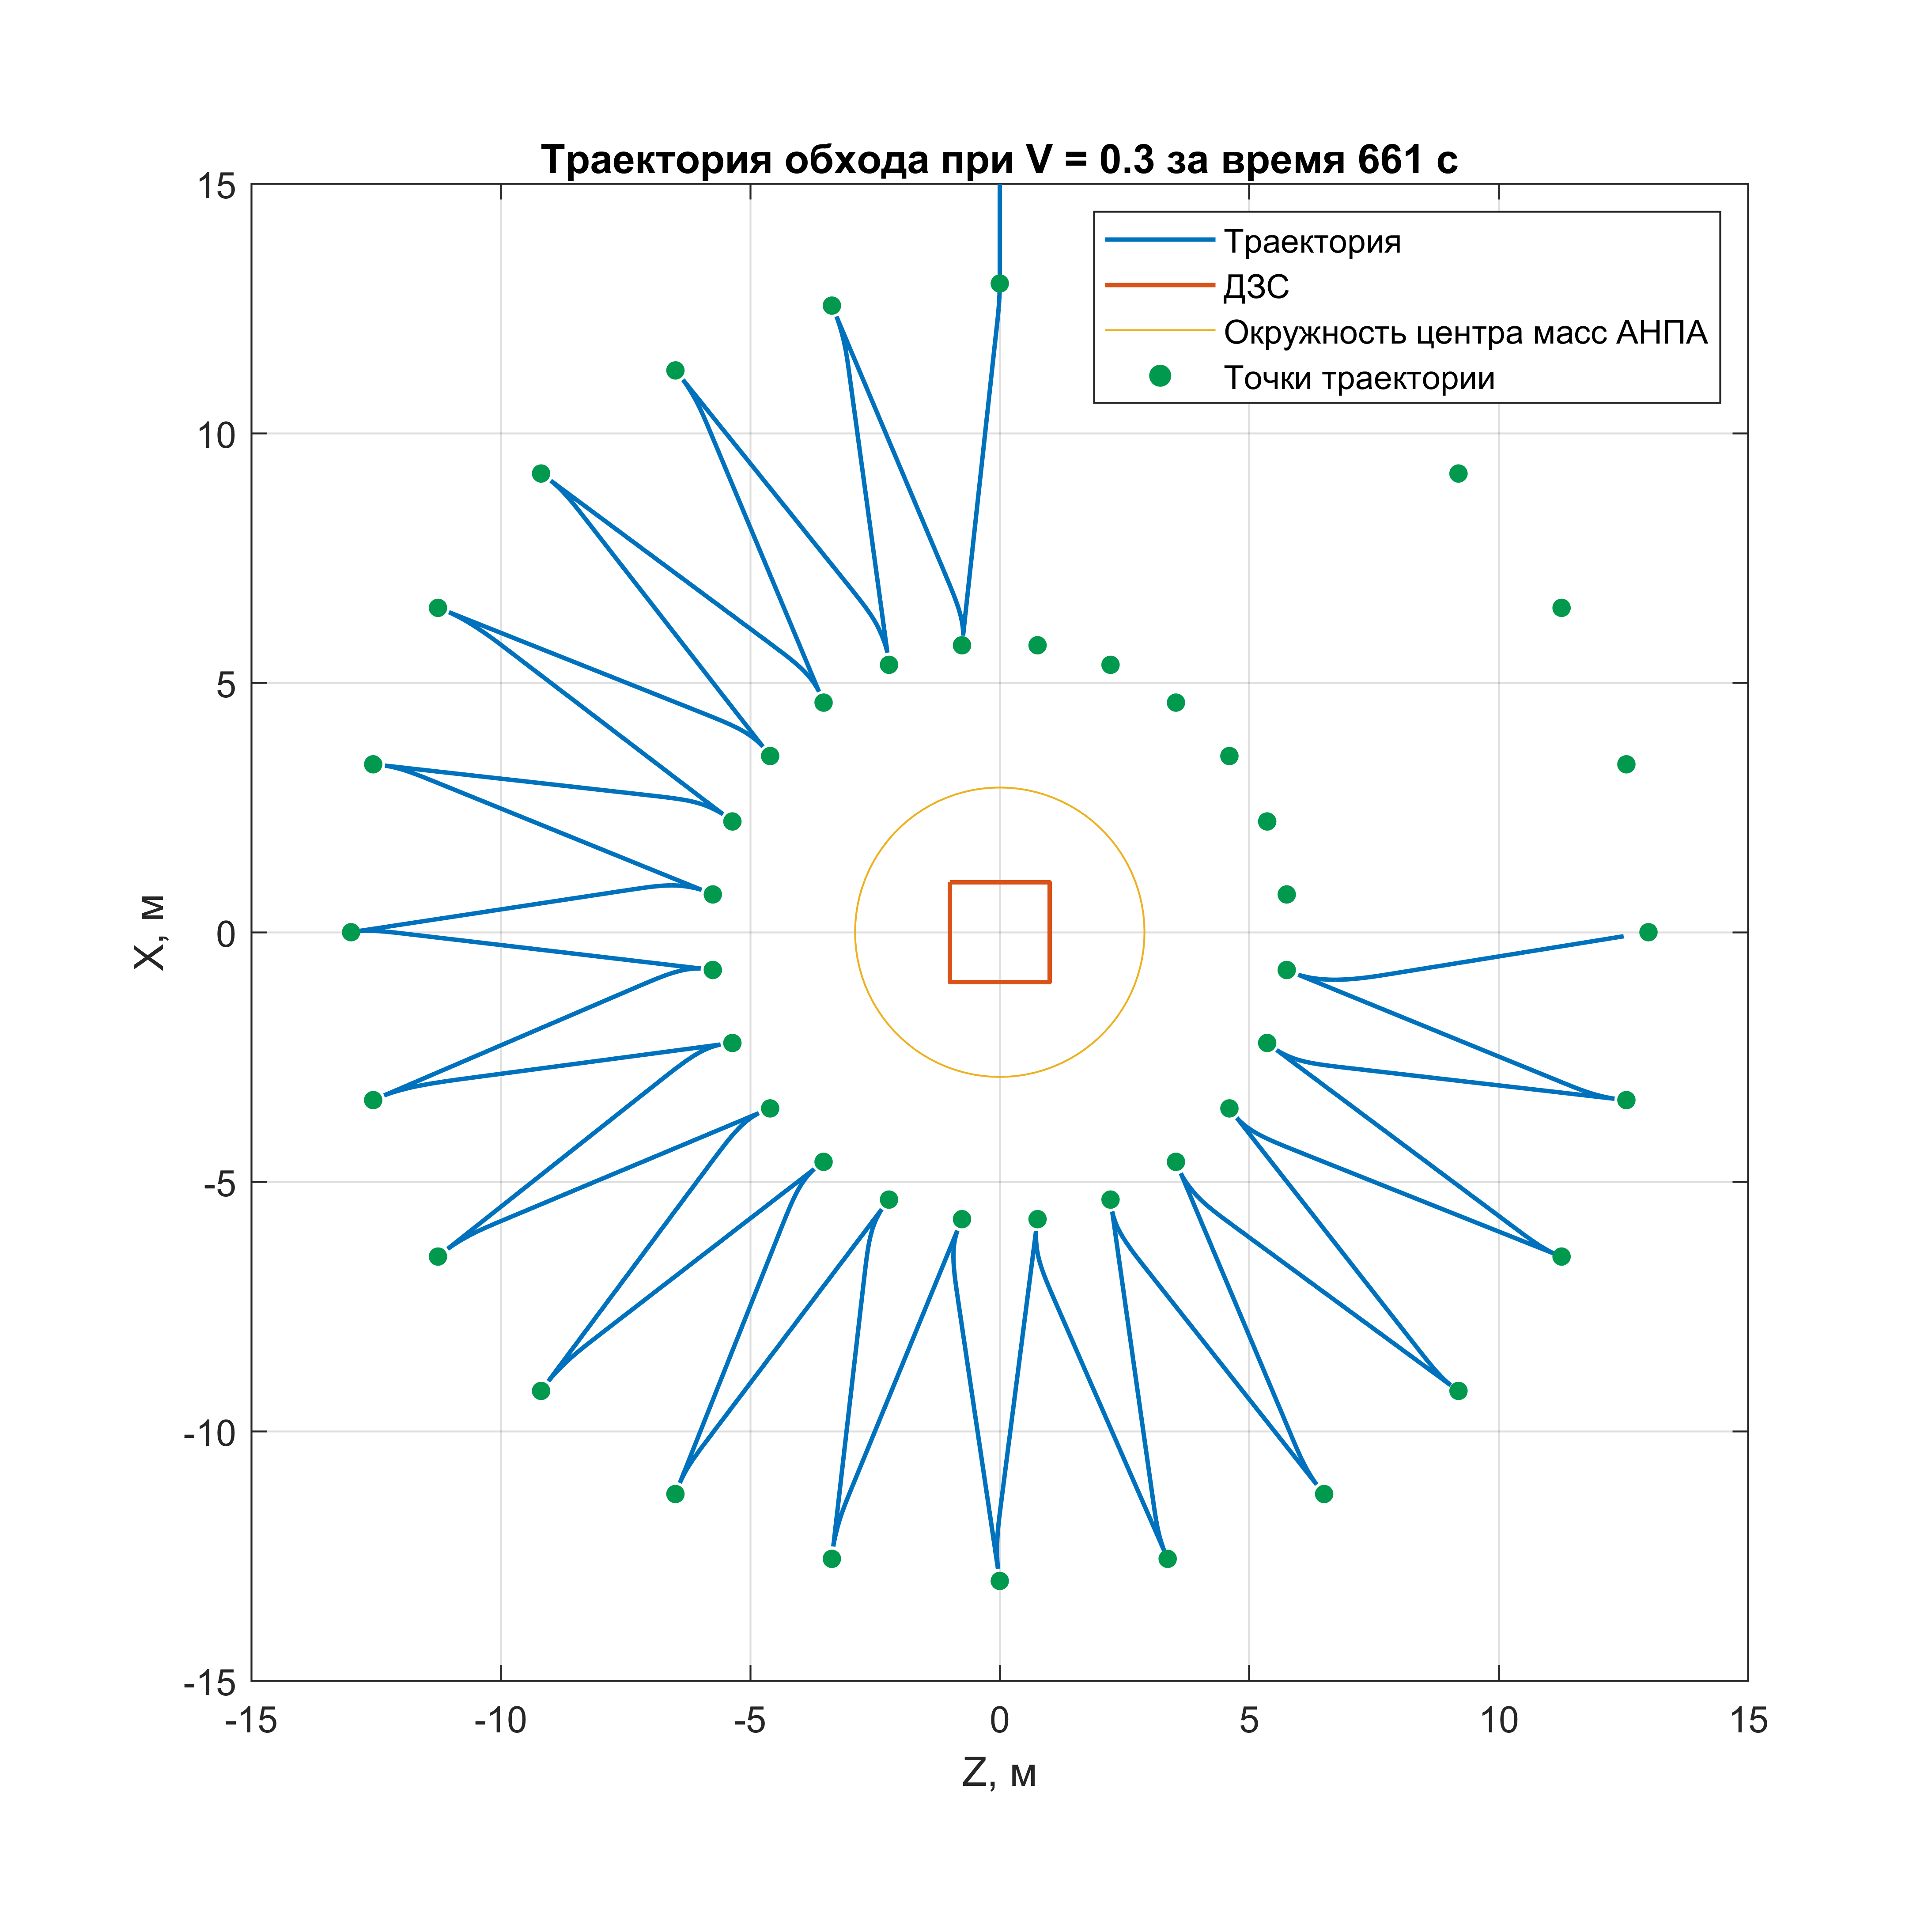 Траектория обхода при V = 0.3 за время 661 с
Траектория
ДЗС
Окружность центра масс АНПА
Точки траектории
15
10
5
0
-5
-10
-15
X, м
-15 -10 -5 0 5 10 15
Z, м